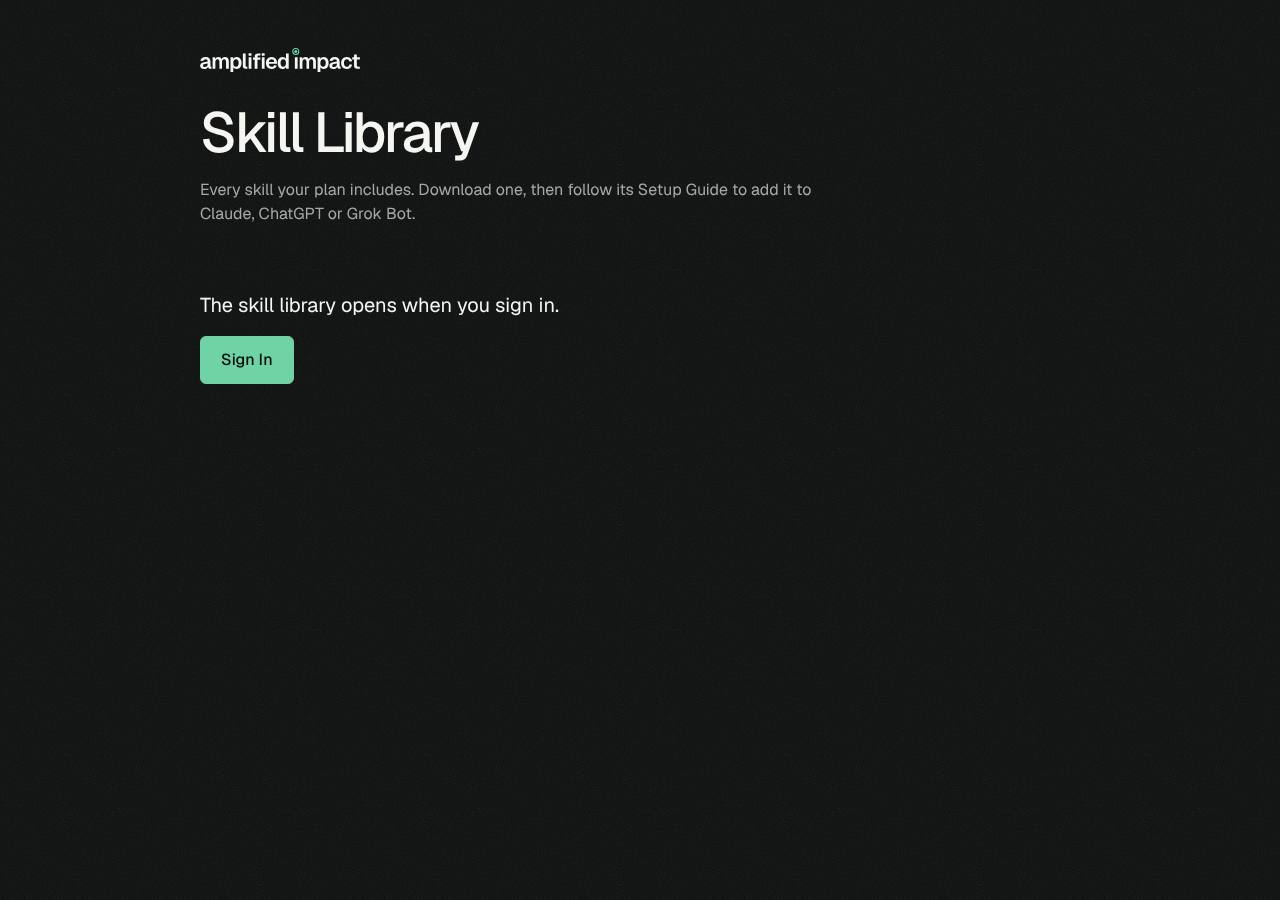 amplified impact
Skill Library
Every skill your plan includes. Download one, then follow its Setup Guide to add it to
Claude, ChatGPT or Grok Bot.
The skill library opens when you sign in.
Sign In